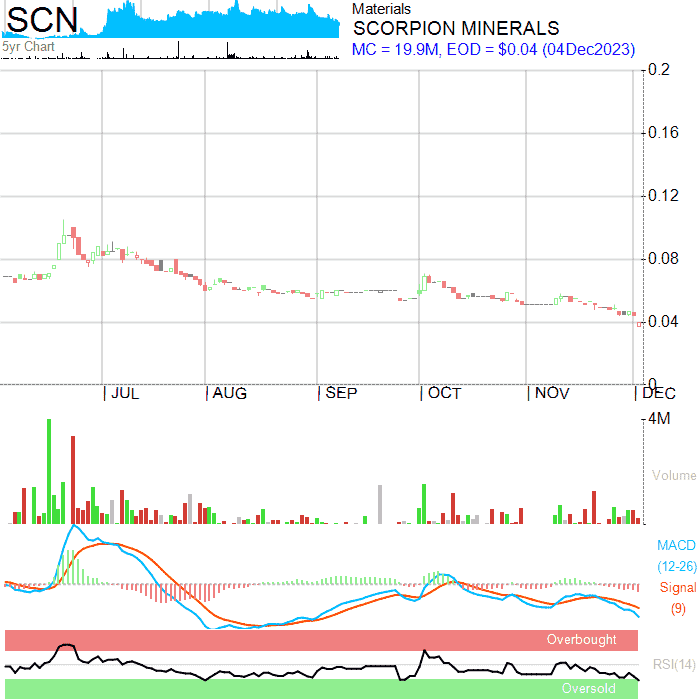 SCN
5yr Chart
Materials
SCORPION MINERALS
MC = 19.9M, EOD = $0.04 (04Dec2023)
0.2
0.16
0.12
0.08
0.04
0
JUL AUG SEP OCT NOV DEC
4M
Volume
MACD
(12-26)
Signal
(9)
Overbought
RSI(14)
Oversold